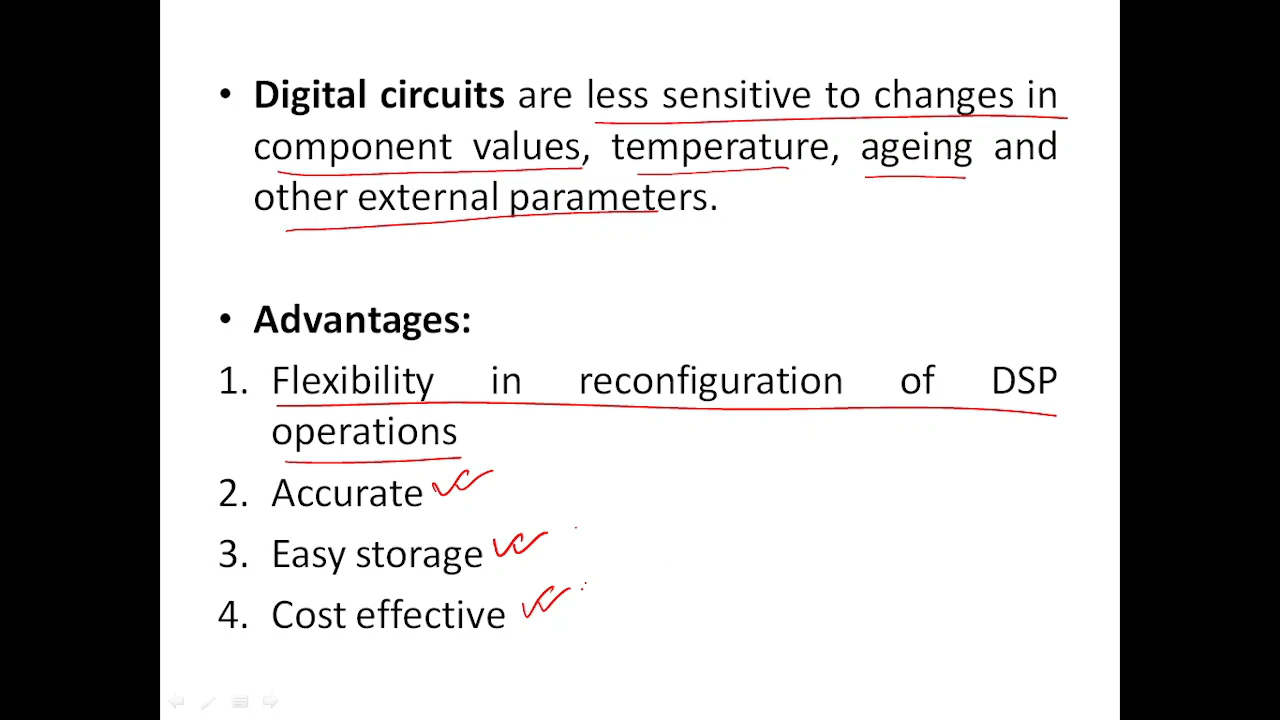 • Digital circuits are less sensitive to changes in
component values, temperature, ageing and
other external parameters.
• Advantages:
1. Flexibility in reconfiguration of DSP
operations
2. Accurate
3. Easy storage
4. Cost effective